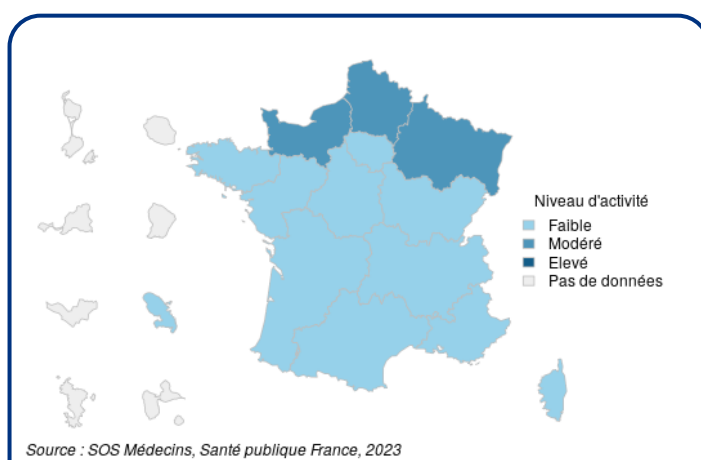 Niveau d'activité
Faible
Modéré
Elevé
Pas de données
Source : SOS Médecins, Santé publique France, 2023